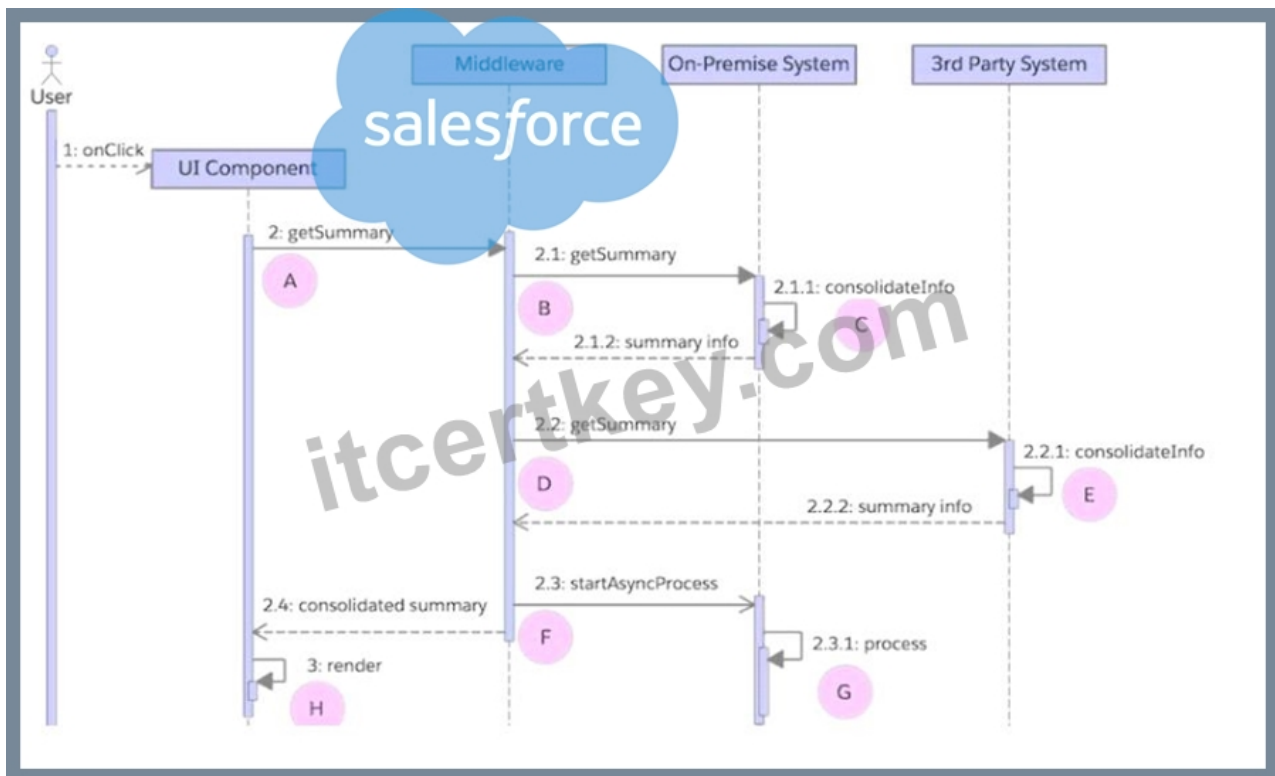 Middleware
On-Premise System
3rd Party System
User
salesforce
1: onClick
UI Component
2: getSummary
2.1: getSummary
A
2.1.1: consolidateInfo
B
C
2.1.2: summary info
itcertkey.com
2.2: getSummary
2.2.1: consolidateInfo
D
E
2.2.2: summary info
2.3: startAsyncProcess
2.4: consolidated summary
F
2.3.1: process
3: render
G
H